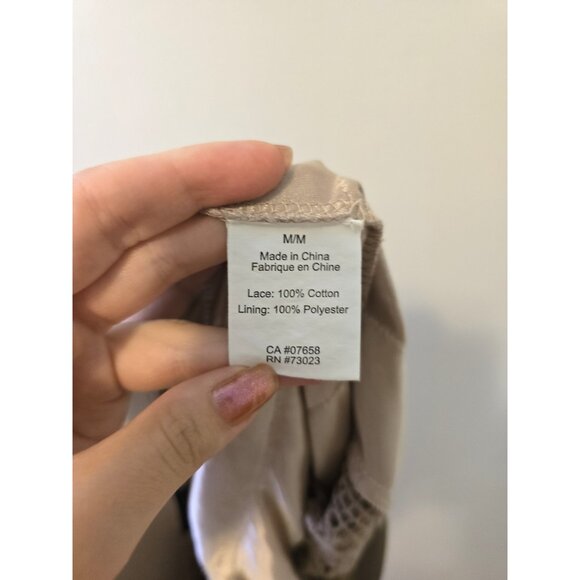 M/M
Made in China
Fabrique en Chine
Lace: 100% Cotton
Lining: 100% Polyester
CA #07658
RN #73023